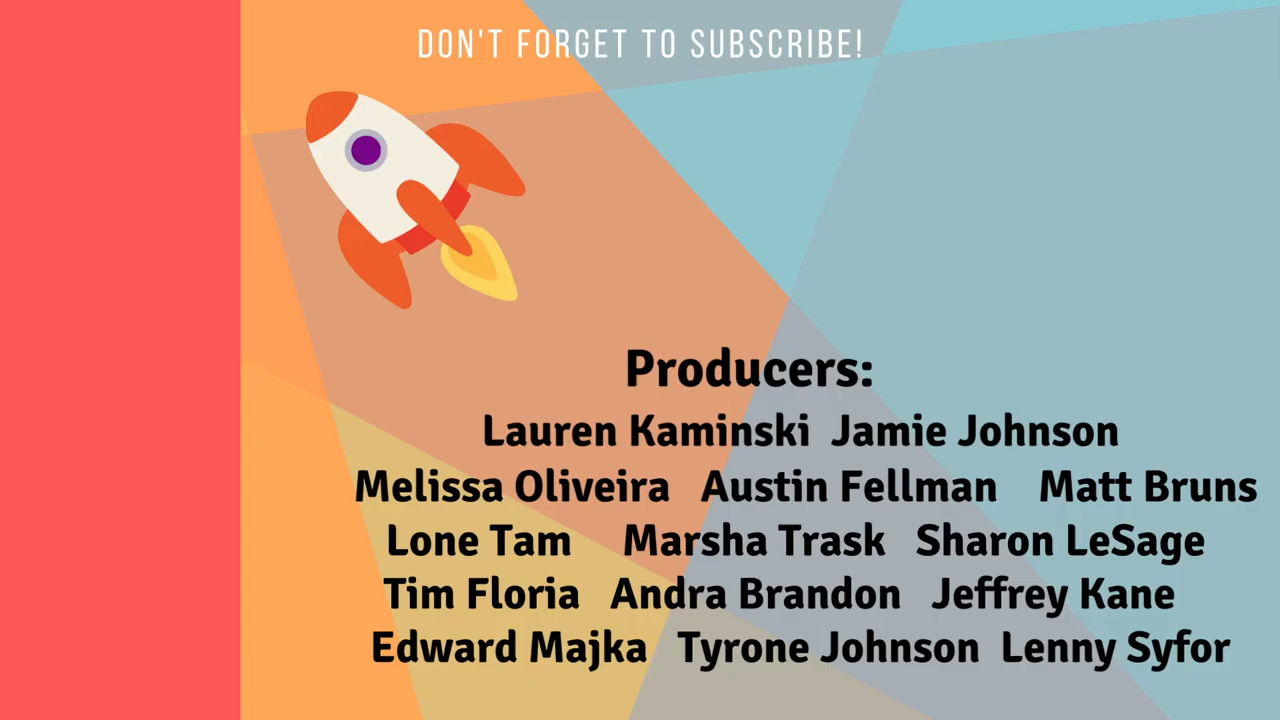 DON'T FORGET TO SUBSCRIBE!
Producers:
Lauren Kaminski Jamie Johnson
Melissa Oliveira Austin Fellman Matt Bruns
Lone Tam Marsha Trask Sharon LeSage
Tim Floria Andra Brandon Jeffrey Kane
Edward Majka Tyrone Johnson Lenny Syfor